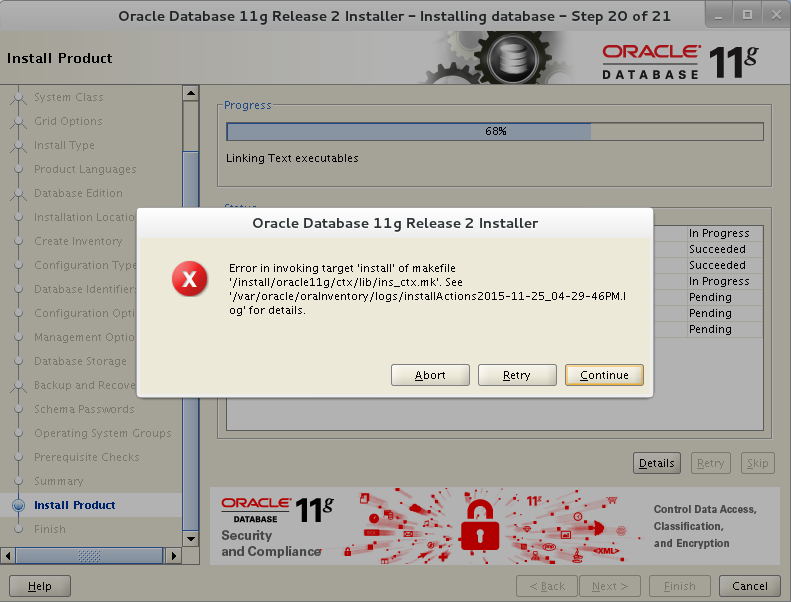 Oracle Database 11g Release 2 Installer - Installing database - Step 20 of 21
Install Product
ORACLE
DATABASE 11g
System Class
Grid Options
Install Type
Product Languages
Database Edition
Installation Locatio
Create Inventory
Configuration Type
Database Identifiers
Configuration Opti
Management Optio
Database Storage
Backup and Recove
Schema Passwords
Operating System Groups
Prerequisite Checks
Summary
Install Product
Finish
Progress
68%
Linking Text executables
Status
In Progress
Succeeded
Succeeded
In Progress
Pending
Pending
Pending
Oracle Database 11g Release 2 Installer
Error in invoking target 'install' of makefile
'/install/oracle11g/ctx/lib/ins_ctx.mk'. See
'/var/oracle/oraInventory/logs/installActions2015-11-25_04-29-46PM.l
og' for details.
Abort
Retry
Continue
Details
Retry
Skip
ORACLE
DATABASE 11g
Security
and Compliance
11g
<XML>
Control Data Access,
Classification,
and Encryption
Help
< Back
Next >
Finish
Cancel